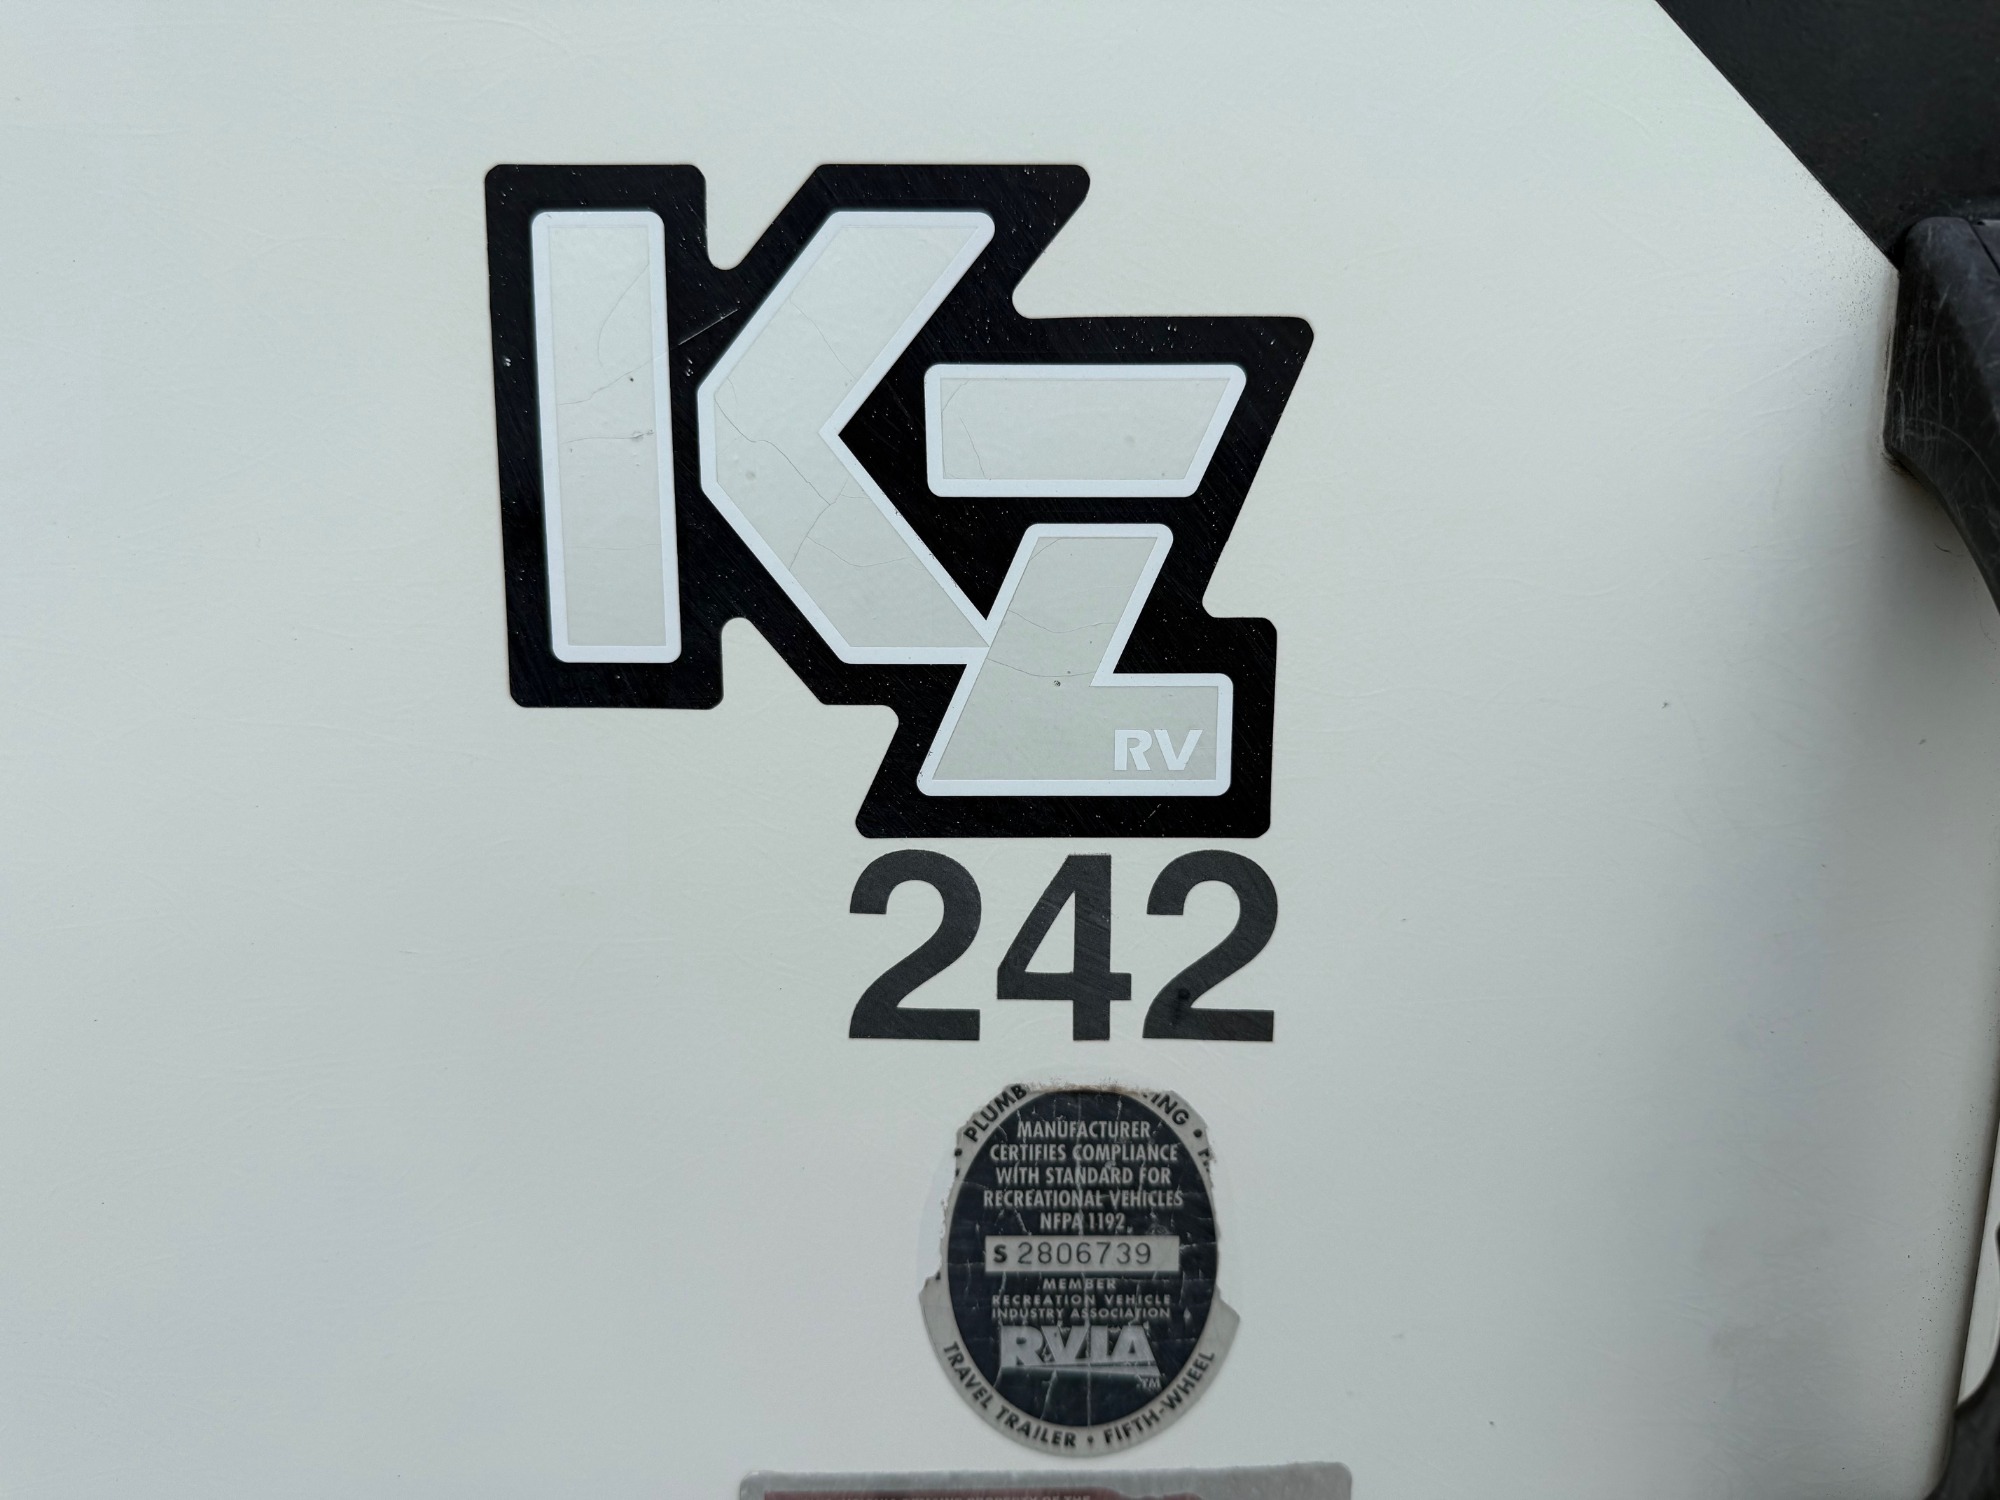 KZ
RV
242
PLUMB
MANUFACTURER
CERTIFIES COMPLIANCE
WITH STANDARD FOR
RECREATIONAL VEHICLES
NFPA 1192
S 2806739
MEMBER
RECREATION VEHICLE
INDUSTRY ASSOCIATION
RVIA
TM
TRAVEL TRAILER • FIFTH-WHEEL